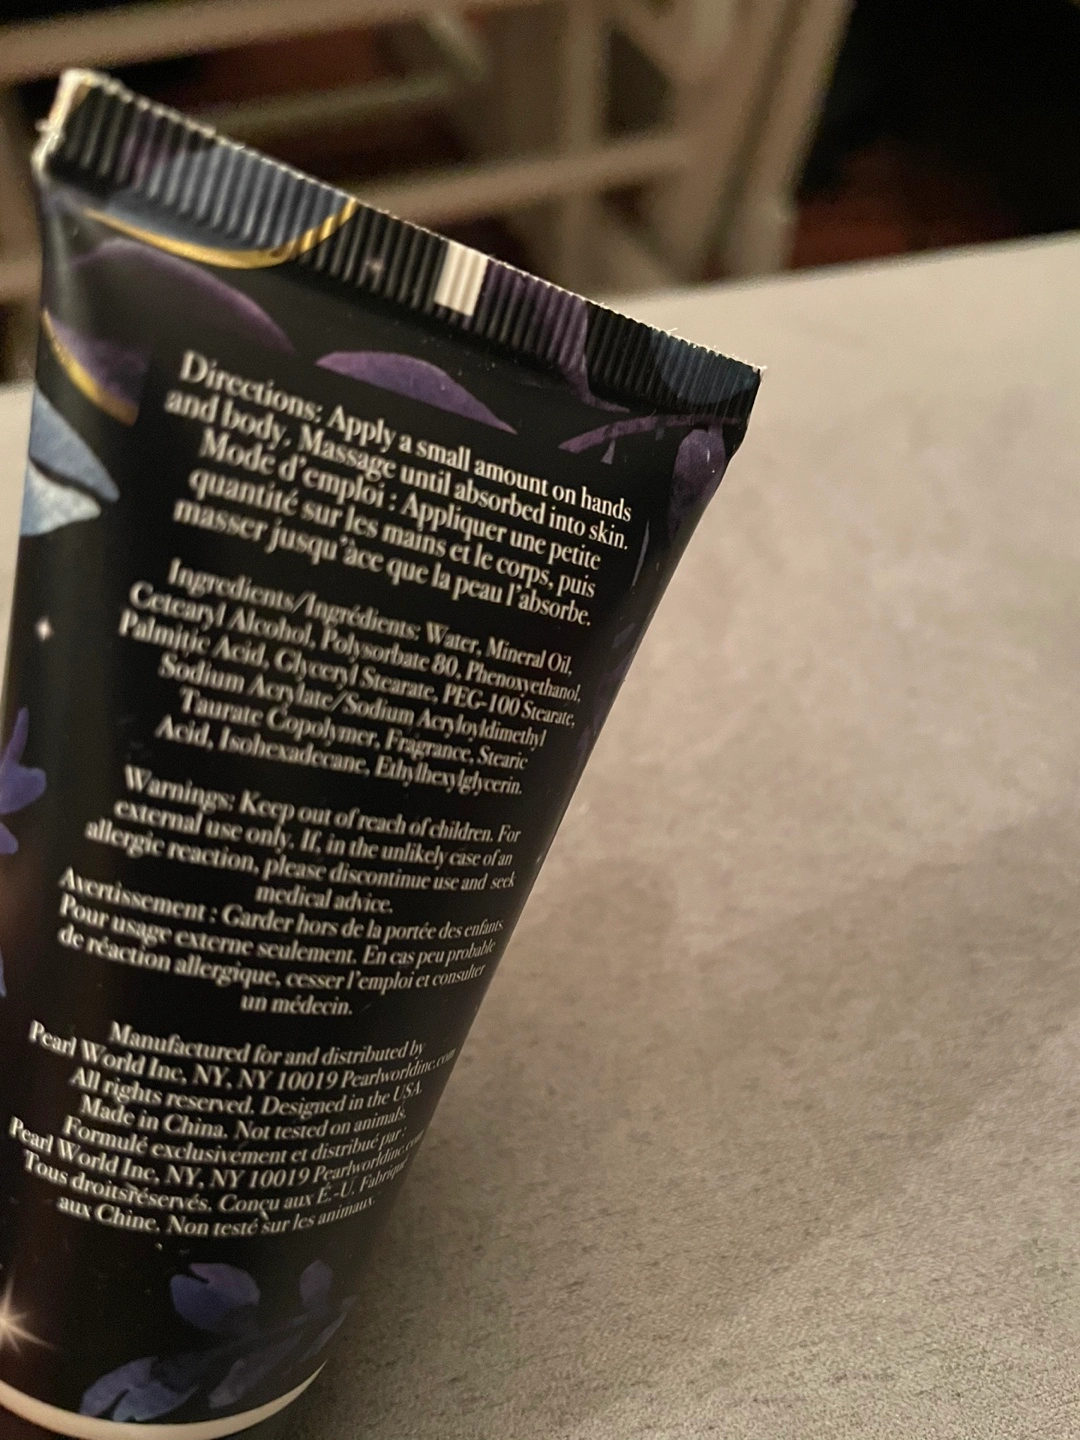 Directions: Apply a small amount on hands
and body. Massage until absorbed into skin.
Mode d'emploi : Appliquer une petite
quantité sur les mains et le corps, puis
masser jusqu'àce que la peau l'absorbe.
Ingredients/Ingrédients: Water, Mineral Oil,
Cetearyl Alcohol, Polysorbate 80, Phenoxyethanol,
Palmitic Acid, Glyceryl Stearate, PEG-100 Stearate,
Sodium Acrylate/Sodium Acryloyldimethyl
Taurate Copolymer, Fragrance, Stearic
Acid, Isohexadecane, Ethylhexylglycerin.
Warnings: Keep out of reach of children. For
external use only. If, in the unlikely case of an
allergic reaction, please discontinue use and seek
medical advice.
Avertissement : Garder hors de la portée des enfants
Pour usage externe seulement. En cas peu probable
de réaction allergique, cesser l'emploi et consulter
un médecin.
Manufactured for and distributed by
Pearl World Inc, NY, NY 10019 Pearlworldinc.com
All rights reserved. Designed in the USA.
Made in China. Not tested on animals.
Formulé exclusivement et distribué par :
Pearl World Inc, NY, NY 10019 Pearlworldinc.com
Tous droitsréservés. Conçu aux É.-U. Fabriqué
aux Chine. Non testé sur les animaux.